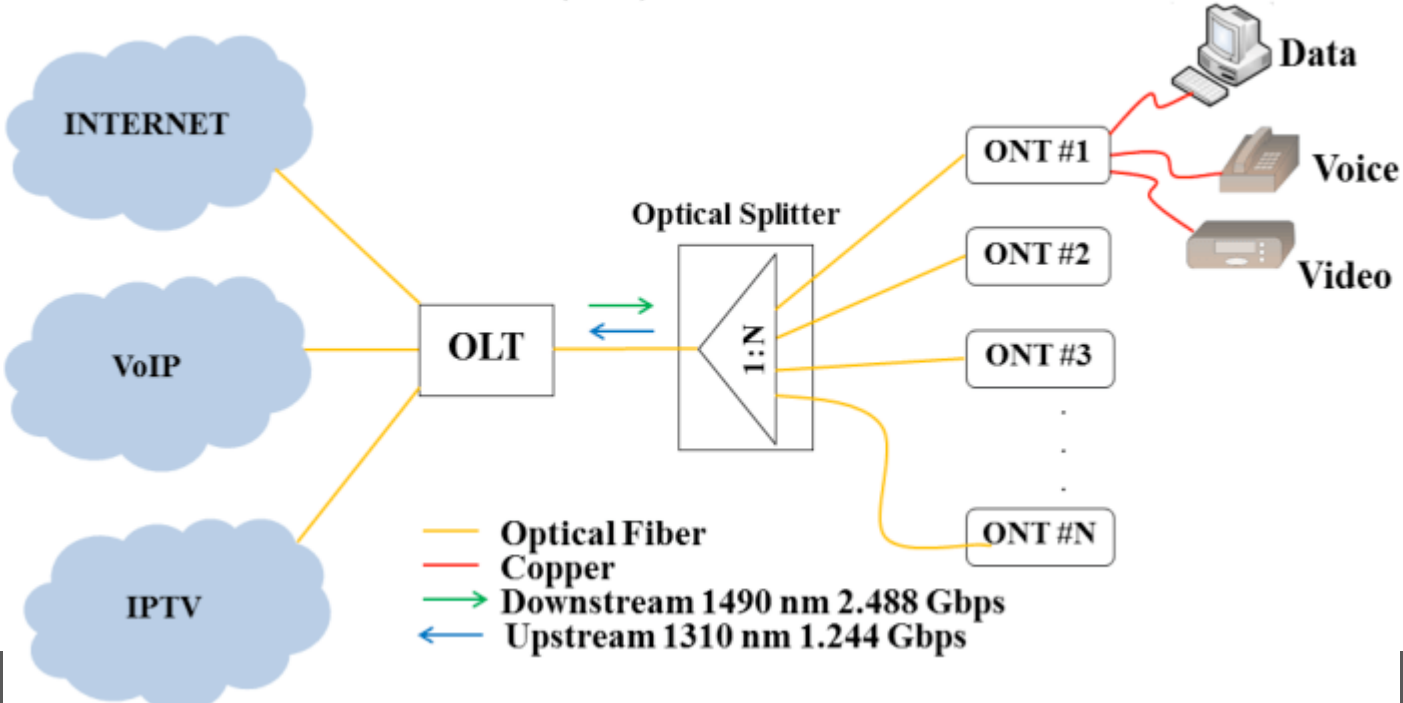 INTERNET
VoIP
IPTV
OLT
Optical Splitter
1:N
ONT #1
ONT #2
ONT #3
.
.
.
ONT #N
Data
Voice
Video
Optical Fiber
Copper
Downstream 1490 nm 2.488 Gbps
Upstream 1310 nm 1.244 Gbps